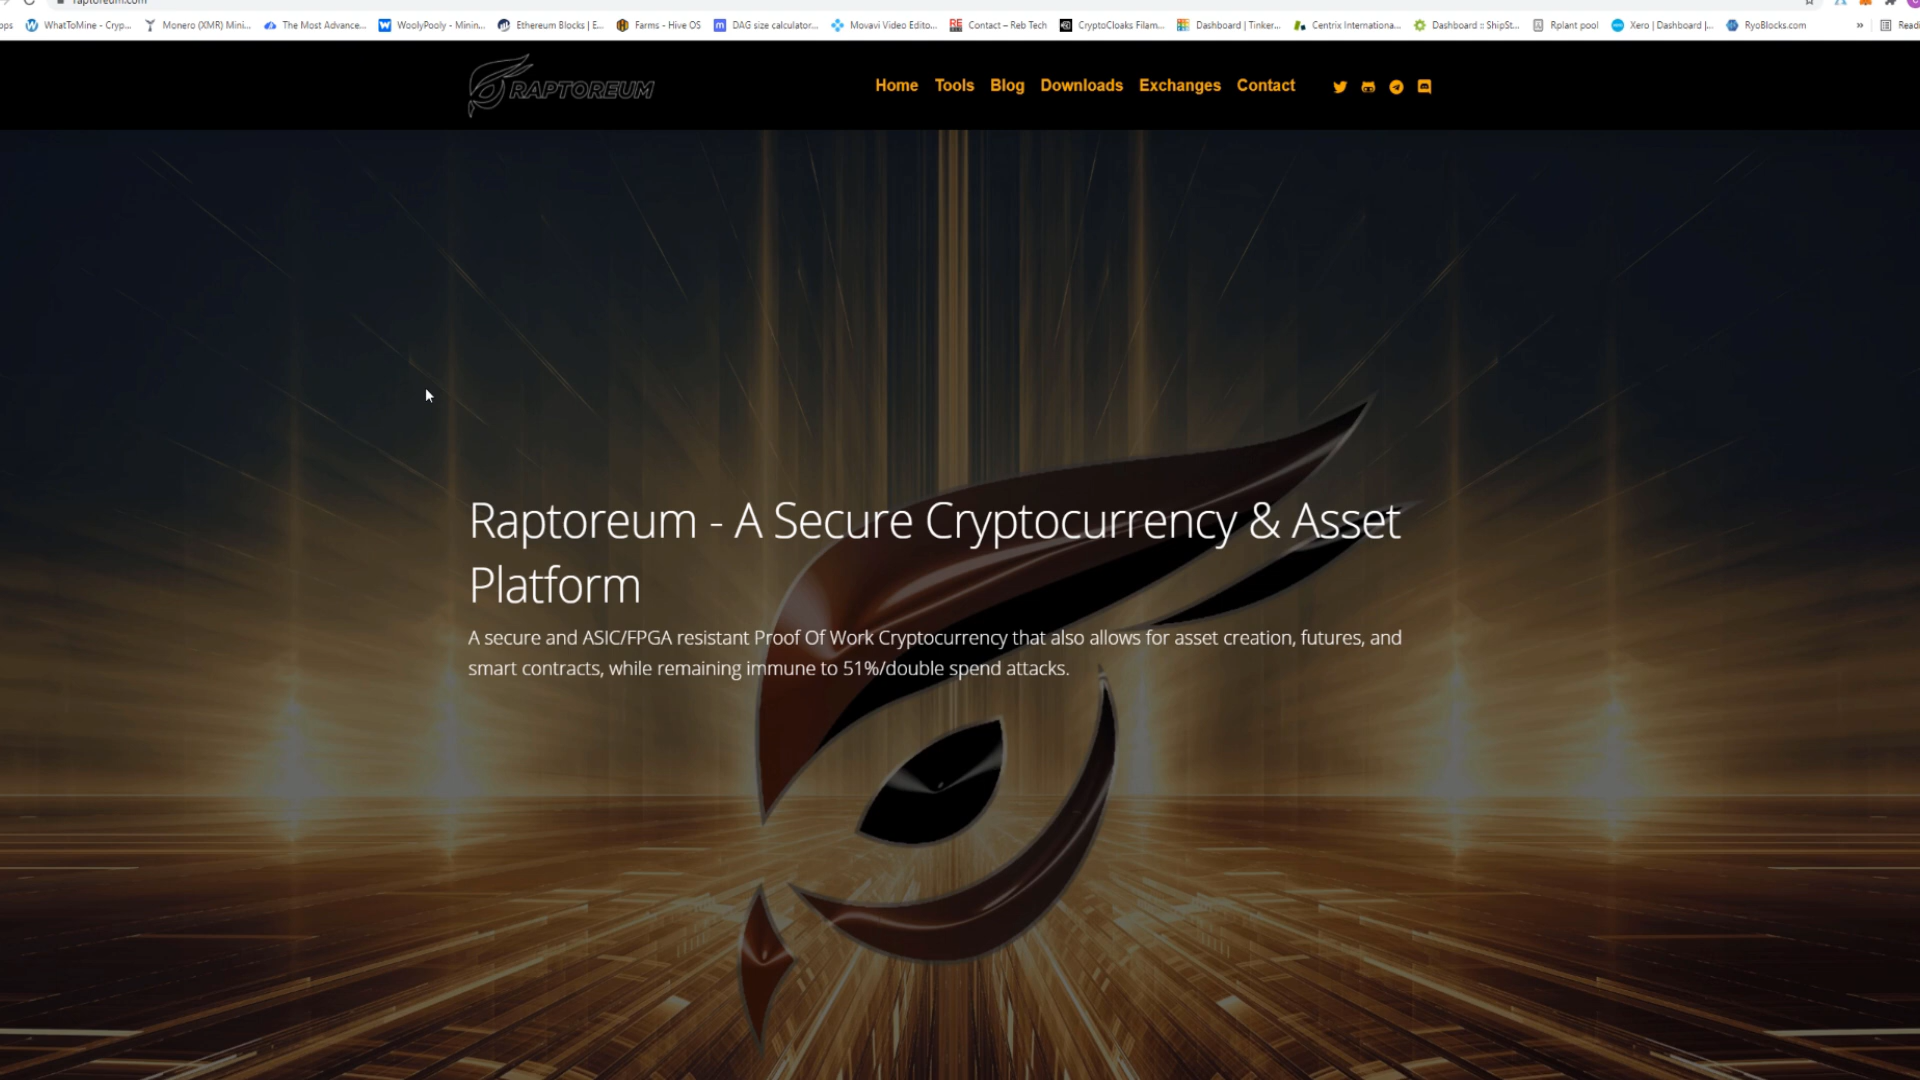 raptoreum.com
WhatToMine - Cryp...
Monero (XMR) Mini...
The Most Advance...
WoolyPooly - Minin...
Ethereum Blocks | E...
Farms - Hive OS
DAG size calculator...
Movavi Video Edito...
Contact – Reb Tech
CryptoCloaks Filam...
Dashboard | Tinker...
Centrix Internationa...
Dashboard :: ShipSt...
Rplant pool
Xero | Dashboard |...
RyoBlocks.com
»
RAPTOREUM
Home
Tools
Blog
Downloads
Exchanges
Contact
Raptoreum - A Secure Cryptocurrency & Asset
Platform
A secure and ASIC/FPGA resistant Proof Of Work Cryptocurrency that also allows for asset creation, futures, and
smart contracts, while remaining immune to 51%/double spend attacks.